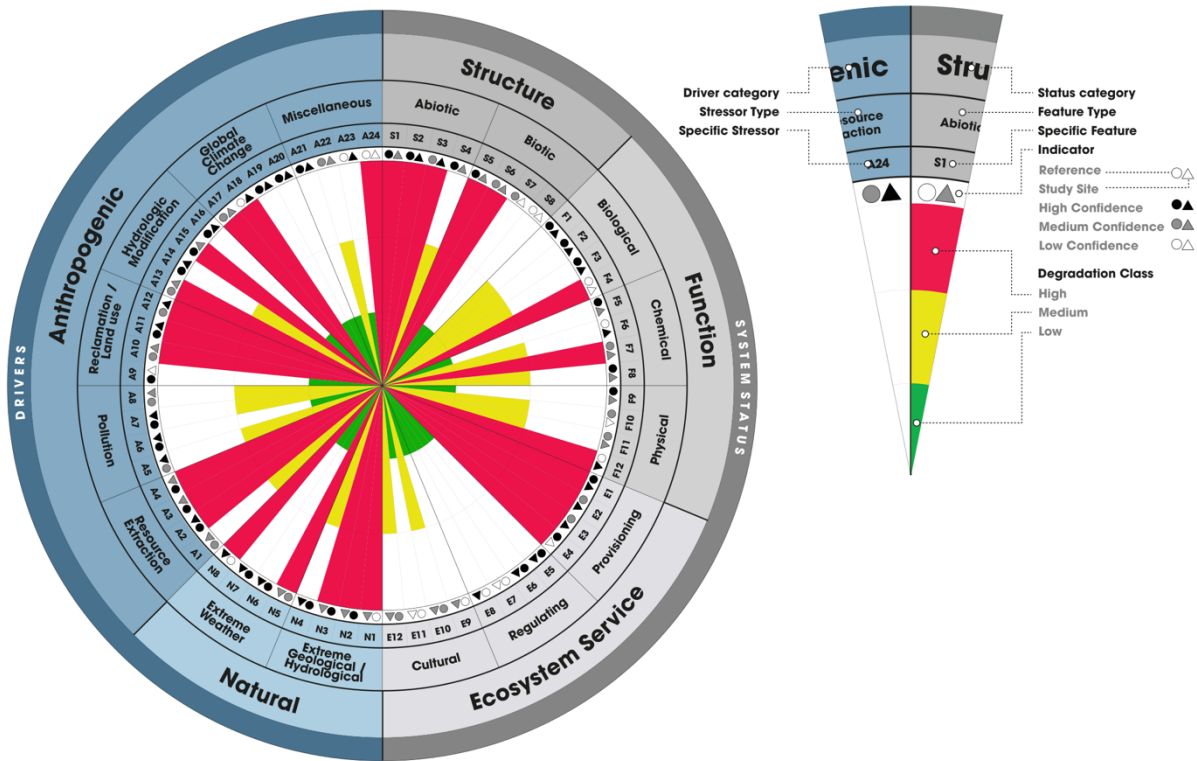 DRIVERS
SYSTEM STATUS
Anthropogenic
Natural
Structure
Function
Ecosystem Service
Miscellaneous
Global
Climate
Change
Hydrologic
Modification
Reclamation /
Land use
Pollution
Resource
Extraction
Extreme
Weather
Extreme
Geological /
Hydrological
Abiotic
Biotic
Biological
Chemical
Physical
Provisioning
Regulating
Cultural
S1
S2
S3
S4
S5
S6
S7
S8
F1
F2
F3
F4
F5
F6
F7
F8
F9
F10
F11
F12
E1
E2
E3
E4
E5
E6
E7
E8
E9
E10
E11
E12
N1
N2
N3
N4
N5
N6
N7
N8
A1
A2
A3
A4
A5
A6
A7
A8
A9
A10
A11
A12
A13
A14
A15
A16
A17
A18
A19
A20
A21
A22
A23
A24
enic
Stru
source
action
Abiotic
A24
S1
Driver category
Stressor Type
Specific Stressor
Status category
Feature Type
Specific Feature
Indicator
Reference
Study Site
High Confidence
Medium Confidence
Low Confidence
Degradation Class
High
Medium
Low